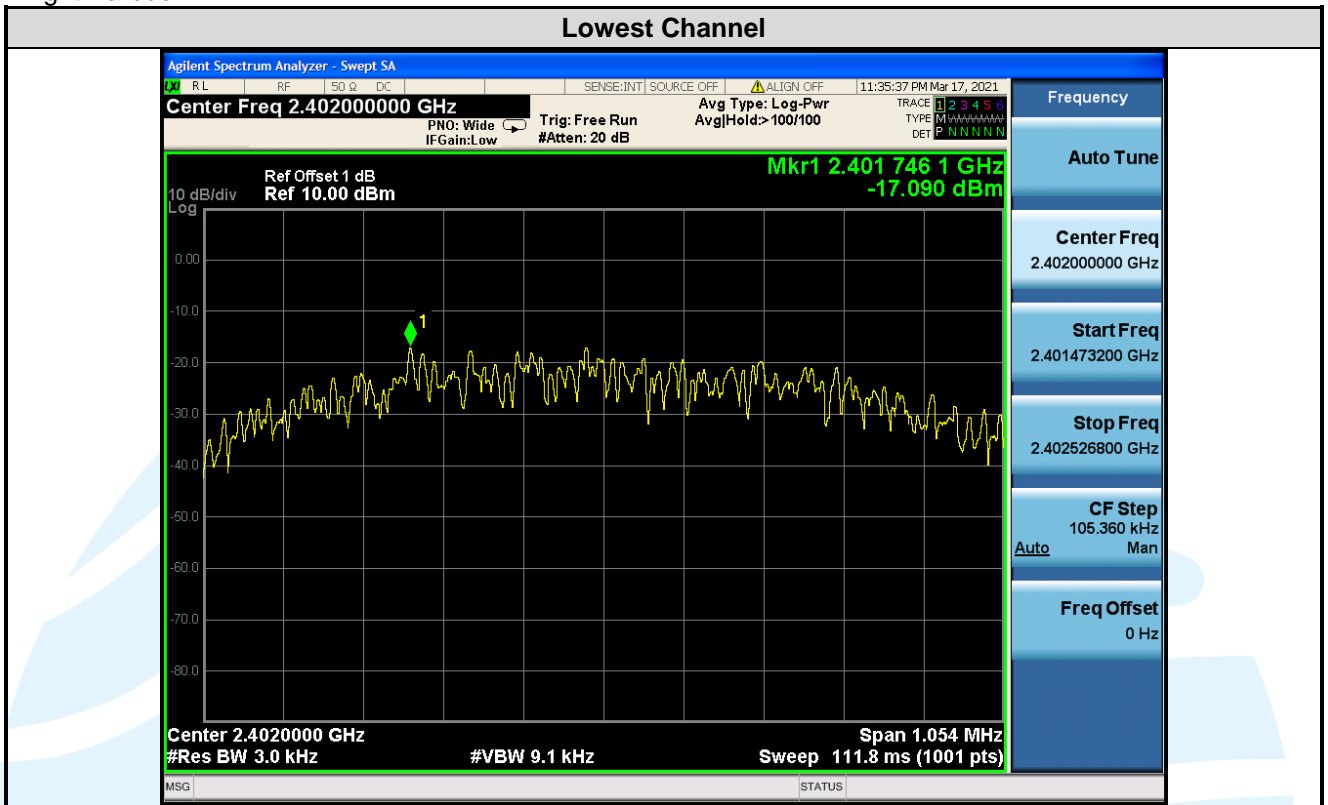 Lowest Channel
Agilent Spectrum Analyzer - Swept SA
LXI RL RF 50 Ω DC SENSE:INT SOURCE OFF ALIGN OFF 11:35:37 PM Mar 17, 2021
Center Freq 2.402000000 GHz
PNO: Wide
IFGain:Low
Trig: Free Run
#Atten: 20 dB
Avg Type: Log-Pwr
Avg|Hold:>100/100
TRACE 1 2 3 4 5 6
TYPE M
DET P N N N N N
Mkr1 2.401 746 1 GHz
-17.090 dBm
Ref Offset 1 dB
10 dB/div Ref 10.00 dBm
Log
0.00
-10.0
1
-20.0
-30.0
-40.0
-50.0
-60.0
-70.0
-80.0
Center 2.4020000 GHz Span 1.054 MHz
#Res BW 3.0 kHz #VBW 9.1 kHz Sweep 111.8 ms (1001 pts)
MSG STATUS
Frequency
Auto Tune
Center Freq
2.402000000 GHz
Start Freq
2.401473200 GHz
Stop Freq
2.402526800 GHz
CF Step
105.360 kHz
Auto Man
Freq Offset
0 Hz